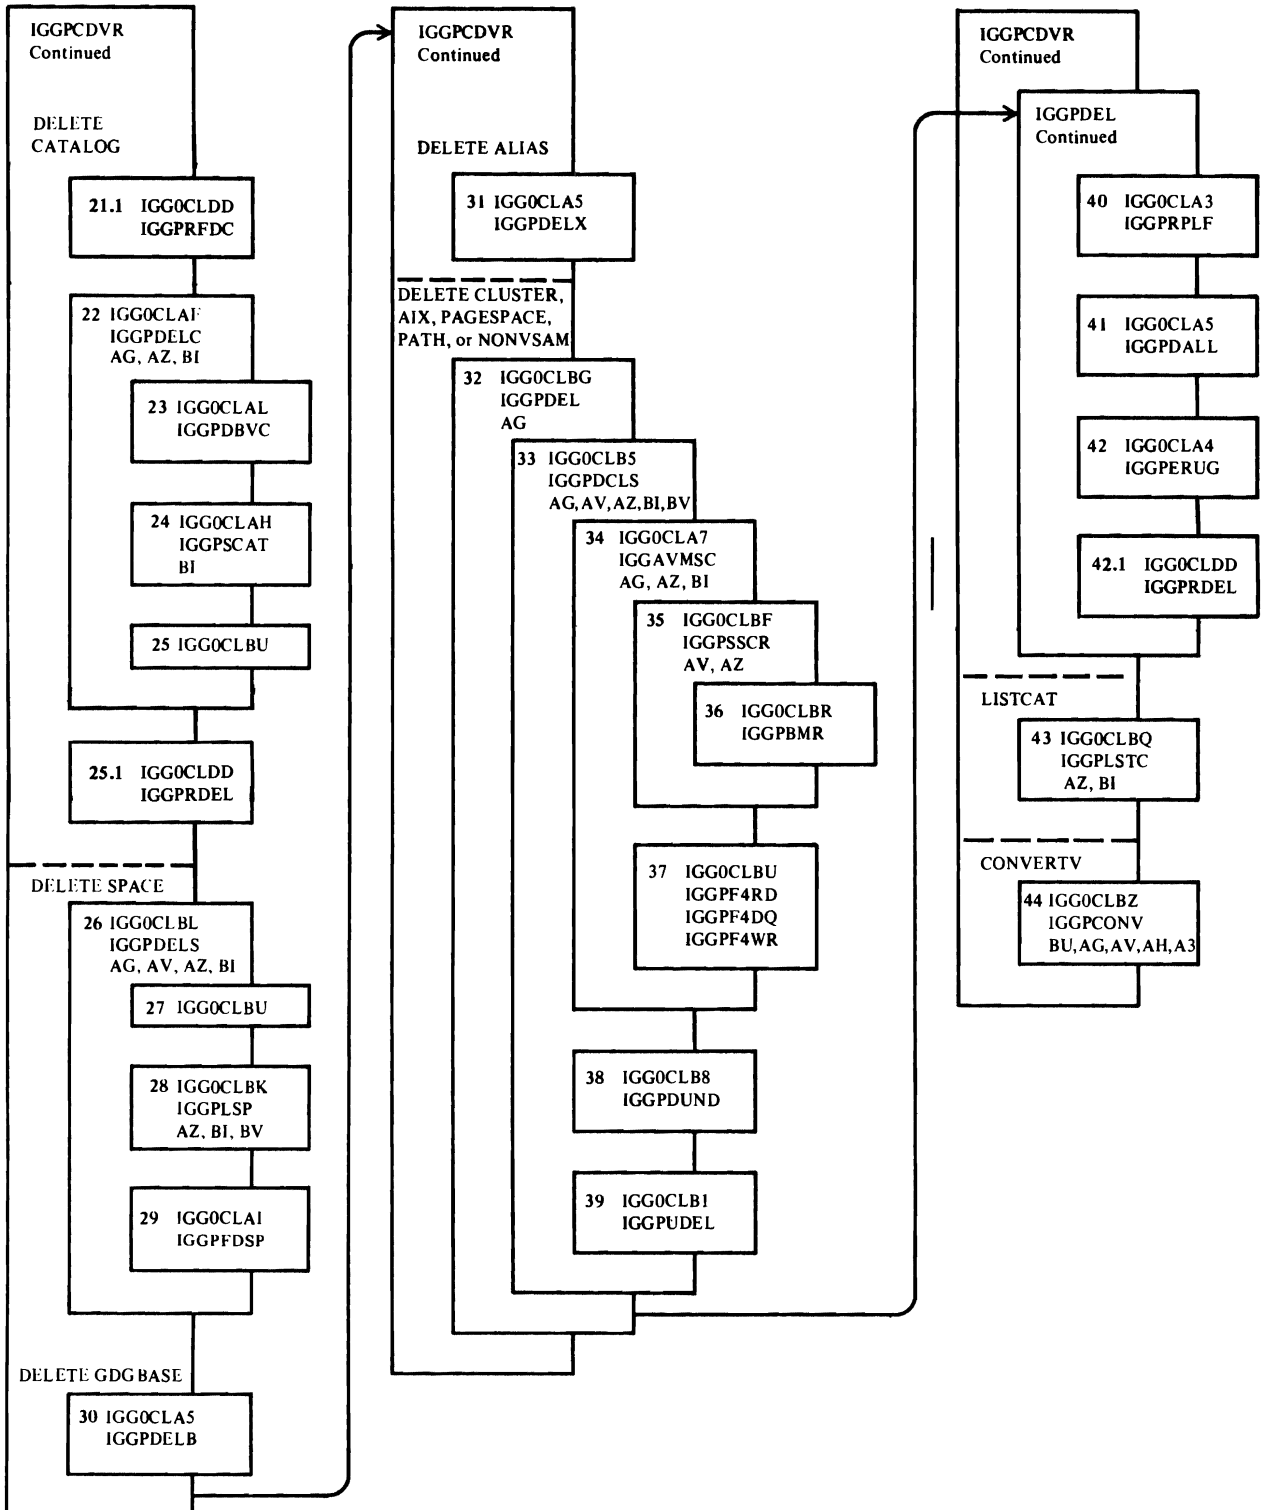 IGGPCDVR
Continued
DELETE
CATALOG
21.1 IGG0CLDD
IGGPRFDC
22 IGG0CLAF
IGGPDELC
AG, AZ, BI
23 IGG0CLAL
IGGPDBVC
24 IGG0CLAH
IGGPSCAT
BI
25 IGG0CLBU
25.1 IGG0CLDD
IGGPRDEL
DELETE SPACE
26 IGG0CLBL
IGGPDELS
AG, AV, AZ, BI
27 IGG0CLBU
28 IGG0CLBK
IGGPLSP
AZ, BI, BV
29 IGG0CLAI
IGGPFDSP
DELETE GDG BASE
30 IGG0CLA5
IGGPDELB
IGGPCDVR
Continued
DELETE ALIAS
31 IGG0CLA5
IGGPDELX
DELETE CLUSTER,
AIX, PAGESPACE,
PATH, or NONVSAM
32 IGG0CLBG
IGGPDEL
AG
33 IGG0CLB5
IGGPDCLS
AG, AV, AZ, BI, BV
34 IGG0CLA7
IGGAVMSC
AG, AZ, BI
35 IGG0CLBF
IGGPSSCR
AV, AZ
36 IGG0CLBR
IGGPBMR
37 IGG0CLBU
IGGPF4RD
IGGPF4DQ
IGGPF4WR
38 IGG0CLB8
IGGPDUND
39 IGG0CLB1
IGGPUDEL
IGGPCDVR
Continued
IGGPDEL
Continued
40 IGG0CLA3
IGGPRPLF
41 IGG0CLA5
IGGPDALL
42 IGG0CLA4
IGGPERUG
42.1 IGG0CLDD
IGGPRDEL
LISTCAT
43 IGG0CLBQ
IGGPLSTC
AZ, BI
CONVERTV
44 IGG0CLBZ
IGGPCONV
BU, AG, AV, AH, A3